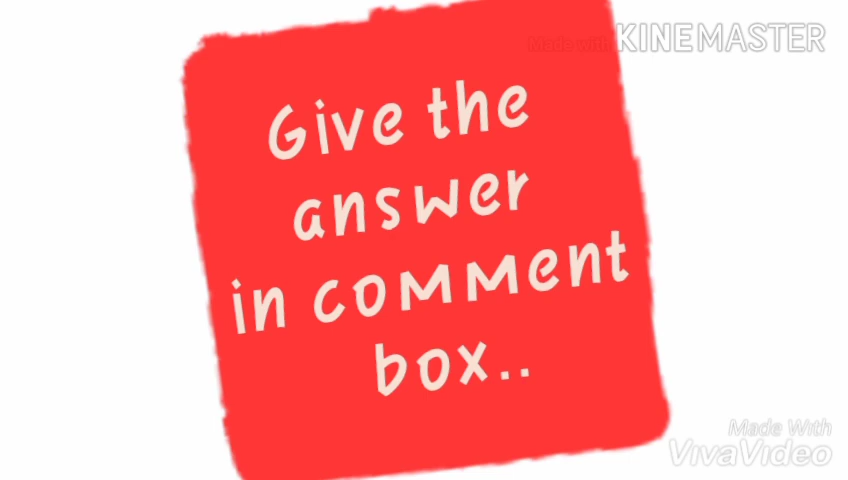 Made with KINEMASTER
Give the
answer
in comment
box..
Made With
VivaVideo